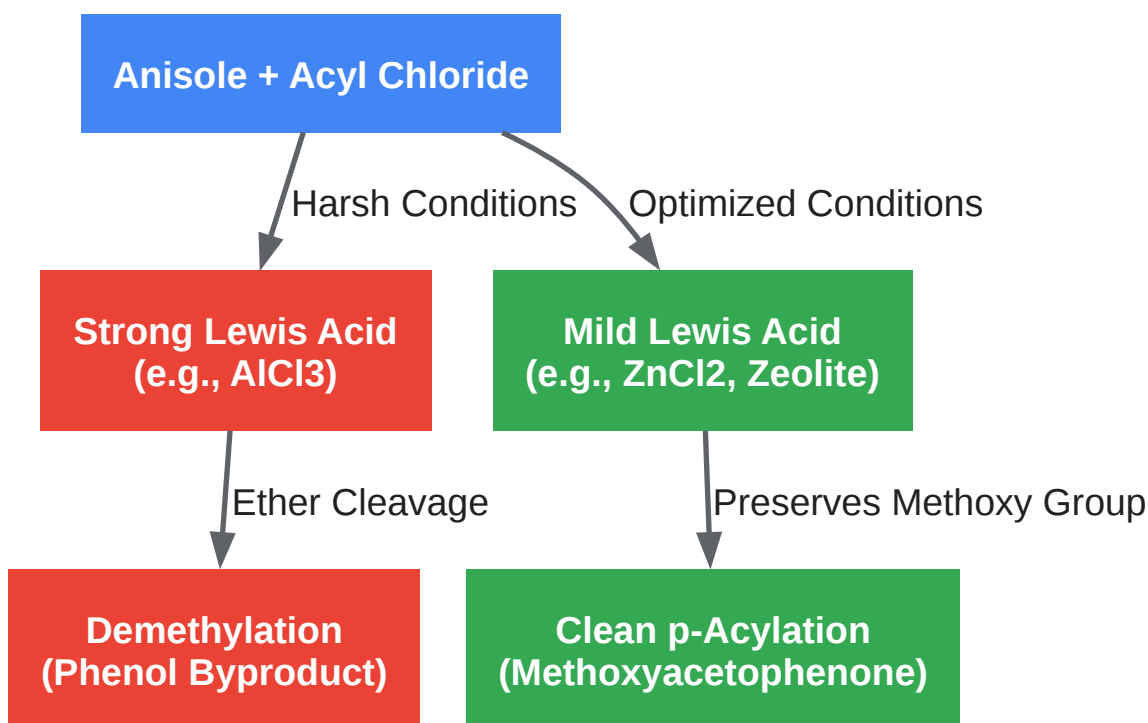 Anisole + Acyl Chloride
Harsh Conditions
Optimized Conditions
Strong Lewis Acid
(e.g., AlCl3)
Mild Lewis Acid
(e.g., ZnCl2, Zeolite)
Ether Cleavage
Preserves Methoxy Group
Demethylation
(Phenol Byproduct)
Clean p-Acylation
(Methoxyacetophenone)